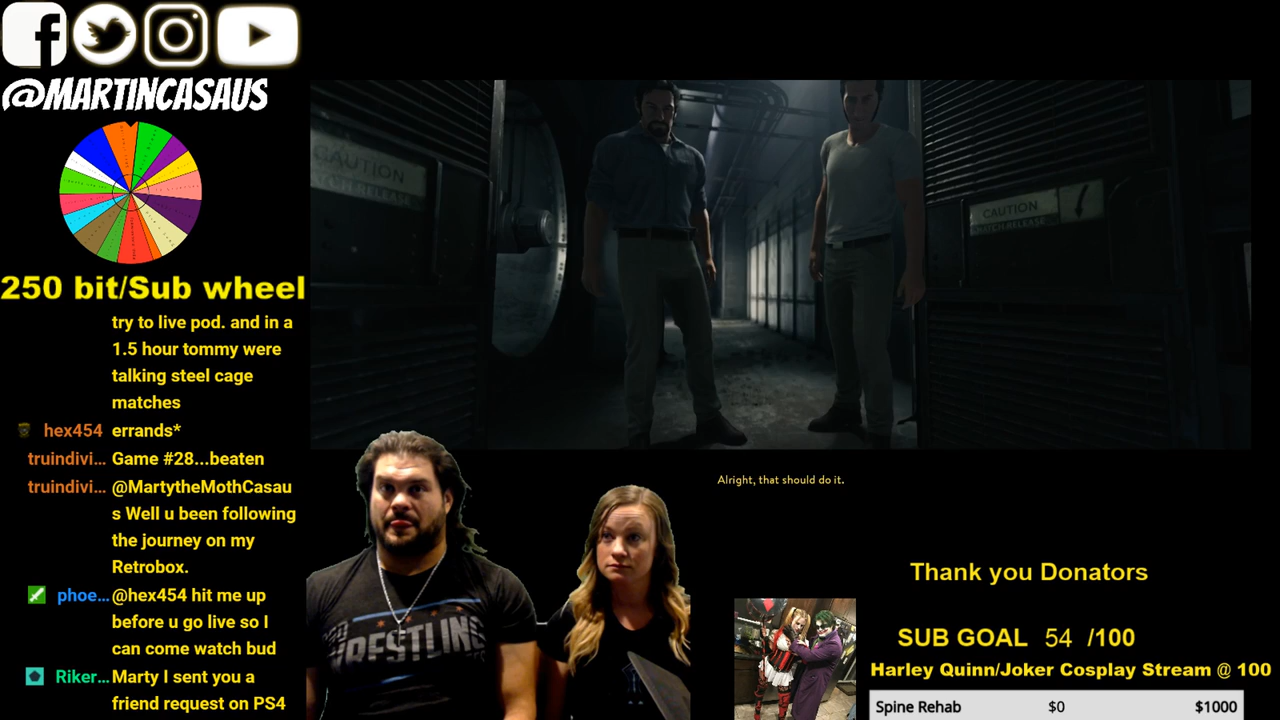 @MARTINCASAUS
250 bit/Sub wheel
try to live pod. and in a
1.5 hour tommy were
talking steel cage
matches
hex454 errands*
truindivi... Game #28...beaten
truindivi... @MartytheMothCasau
s Well u been following
the journey on my
Retrobox.
phoe... @hex454 hit me up
before u go live so I
can come watch bud
Riker... Marty I sent you a
friend request on PS4
CAUTION
CAUTION
Alright, that should do it.
WRESTLING
Thank you Donators
SUB GOAL 54 /100
Harley Quinn/Joker Cosplay Stream @ 100
Spine Rehab $0 $1000